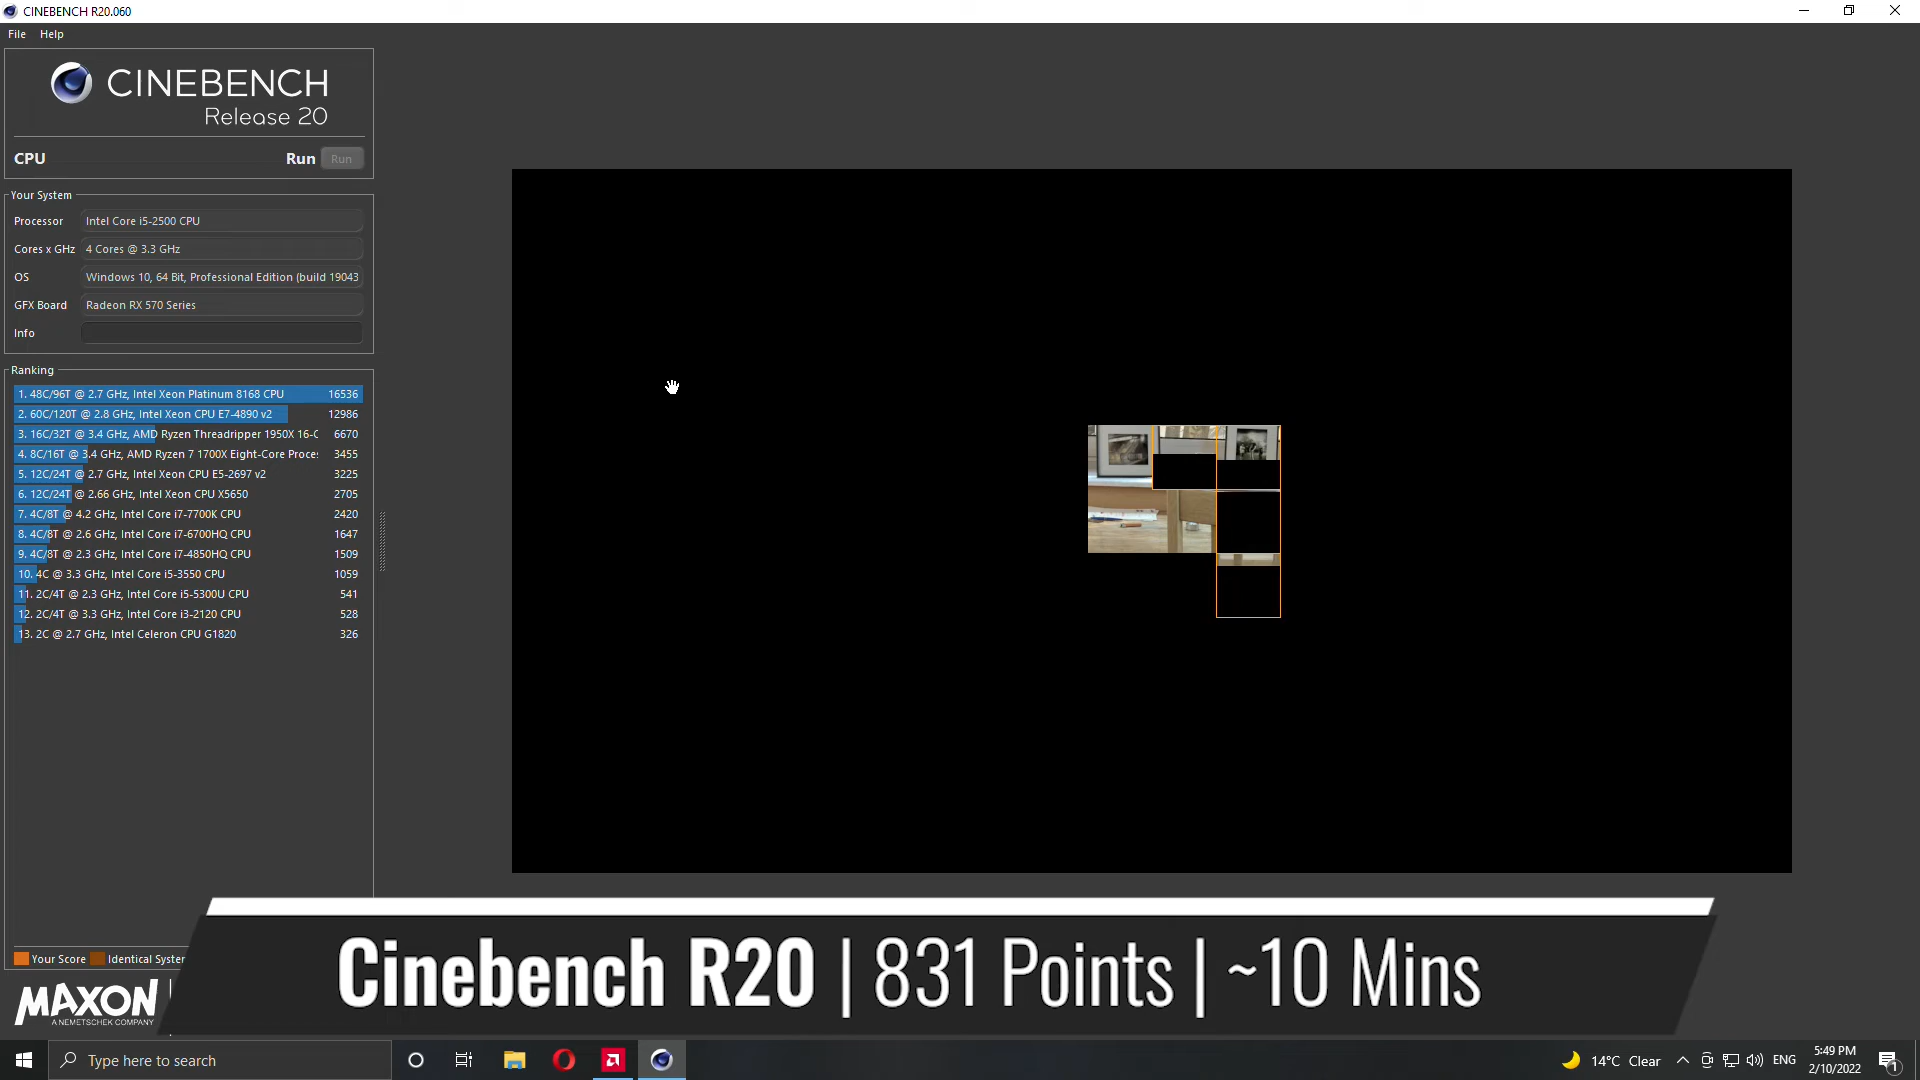 CINEBENCH R20.060
File Help
CINEBENCH
Release 20
CPU Run Run
Your System
Processor Intel Core i5-2500 CPU
Cores x GHz 4 Cores @ 3.3 GHz
OS Windows 10, 64 Bit, Professional Edition (build 19043
GFX Board Radeon RX 570 Series
Info
Ranking
1. 48C/96T @ 2.7 GHz, Intel Xeon Platinum 8168 CPU 16536
2. 60C/120T @ 2.8 GHz, Intel Xeon CPU E7-4890 v2 12986
3. 16C/32T @ 3.4 GHz, AMD Ryzen Threadripper 1950X 16-C 6670
4. 8C/16T @ 3.4 GHz, AMD Ryzen 7 1700X Eight-Core Proces 3455
5. 12C/24T @ 2.7 GHz, Intel Xeon CPU E5-2697 v2 3225
6. 12C/24T @ 2.66 GHz, Intel Xeon CPU X5650 2705
7. 4C/8T @ 4.2 GHz, Intel Core i7-7700K CPU 2420
8. 4C/8T @ 2.6 GHz, Intel Core i7-6700HQ CPU 1647
9. 4C/8T @ 2.3 GHz, Intel Core i7-4850HQ CPU 1509
10. 4C @ 3.3 GHz, Intel Core i5-3550 CPU 1059
11. 2C/4T @ 2.3 GHz, Intel Core i5-5300U CPU 541
12. 2C/4T @ 3.3 GHz, Intel Core i3-2120 CPU 528
13. 2C @ 2.7 GHz, Intel Celeron CPU G1820 326
Your Score Identical System
MAXON
A NEMETSCHEK COMPANY
Cinebench R20 | 831 Points | ~10 Mins
Type here to search
14°C Clear ENG
5:49 PM
2/10/2022
1